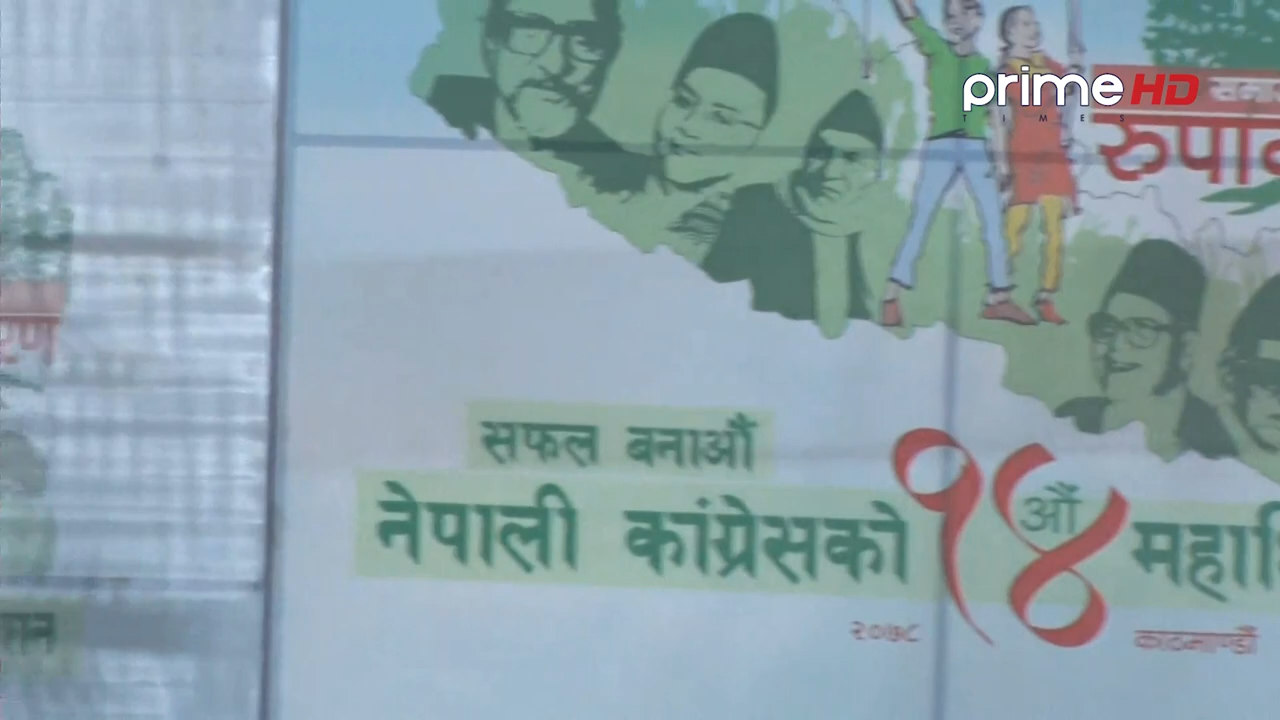 prime HD
TIMES
सफल बनाऔं
नेपाली कांग्रेसको १४ औं
२०७८ काठमाण्डौं